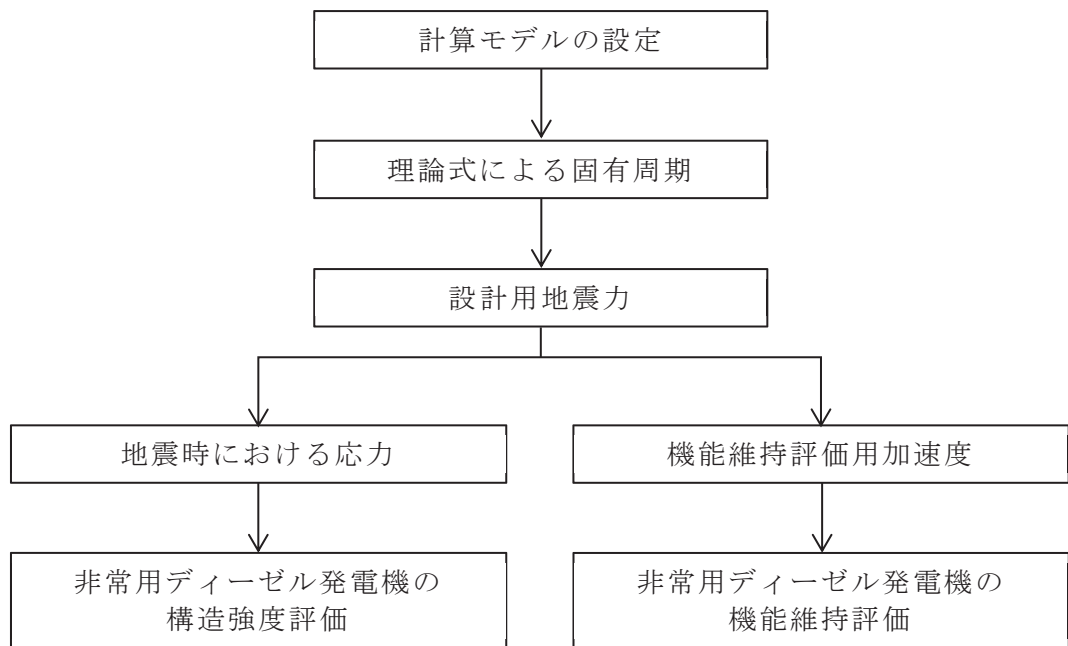 計算モデルの設定
理論式による固有周期
設計用地震力
地震時における応力
機能維持評価用加速度
非常用ディーゼル発電機の
構造強度評価
非常用ディーゼル発電機の
機能維持評価